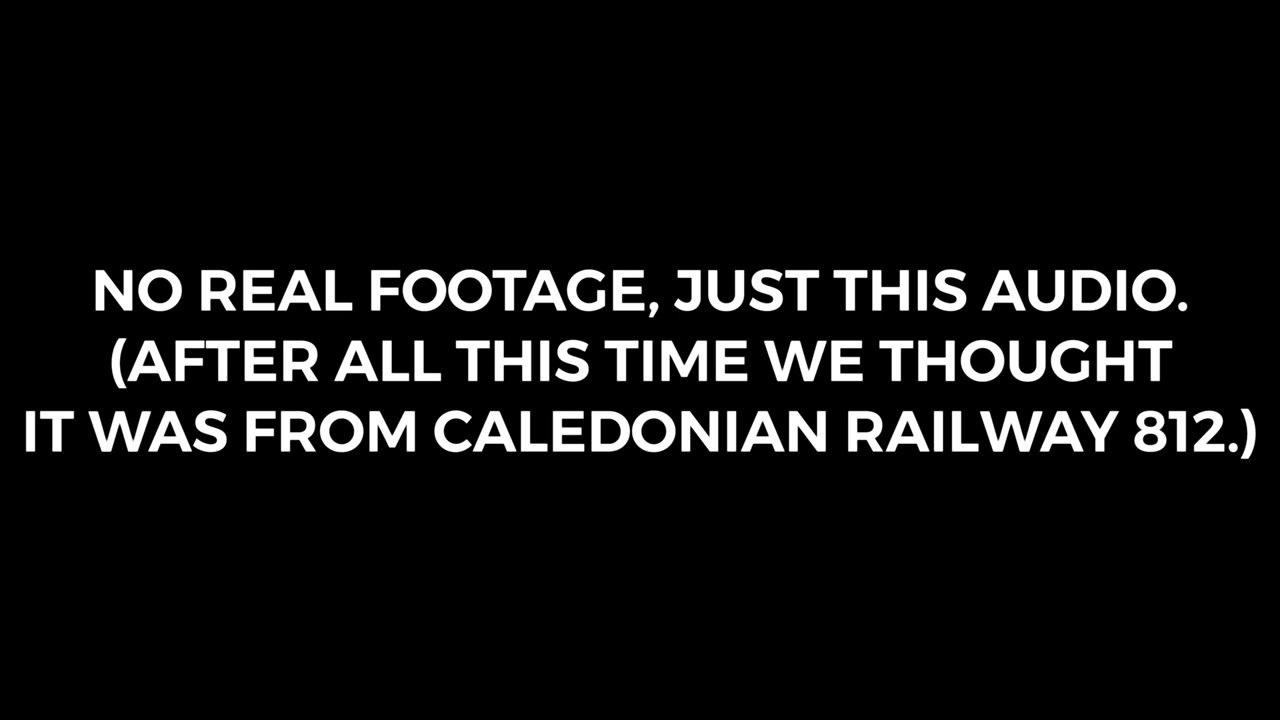 NO REAL FOOTAGE, JUST THIS AUDIO.
(AFTER ALL THIS TIME WE THOUGHT
IT WAS FROM CALEDONIAN RAILWAY 812.)